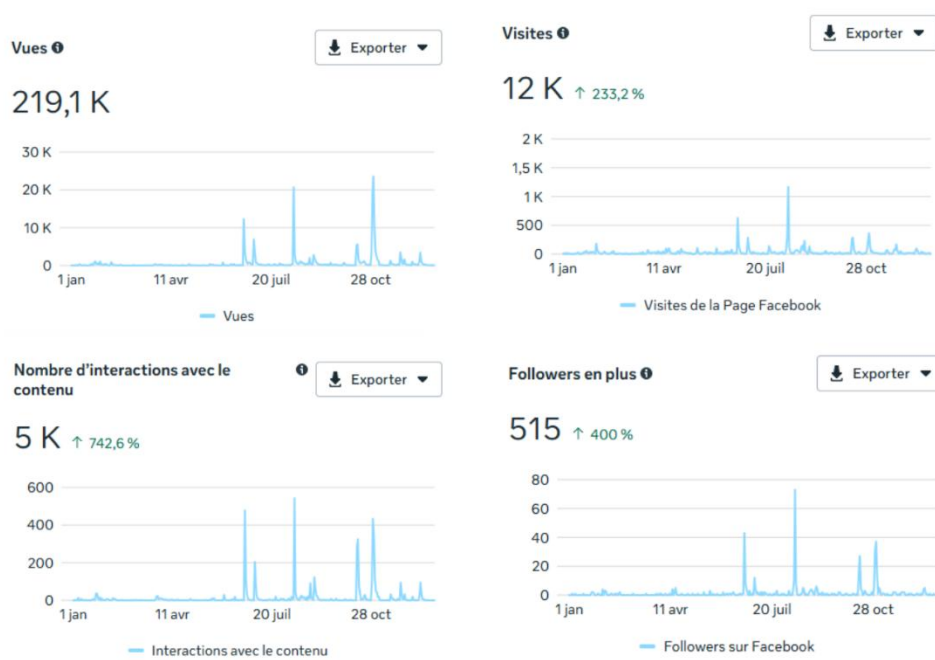 Vues
Exporter
219,1 K
30 K
20 K
10 K
0
1 jan
11 avr
20 juil
28 oct
Vues
Visites
Exporter
12 K ↑ 233,2 %
2 K
1,5 K
1 K
500
0
1 jan
11 avr
20 juil
28 oct
Visites de la Page Facebook
Nombre d'interactions avec le
contenu
Exporter
5 K ↑ 742,6 %
600
400
200
0
1 jan
11 avr
20 juil
28 oct
Interactions avec le contenu
Followers en plus
Exporter
515 ↑ 400 %
80
60
40
20
0
1 jan
11 avr
20 juil
28 oct
Followers sur Facebook